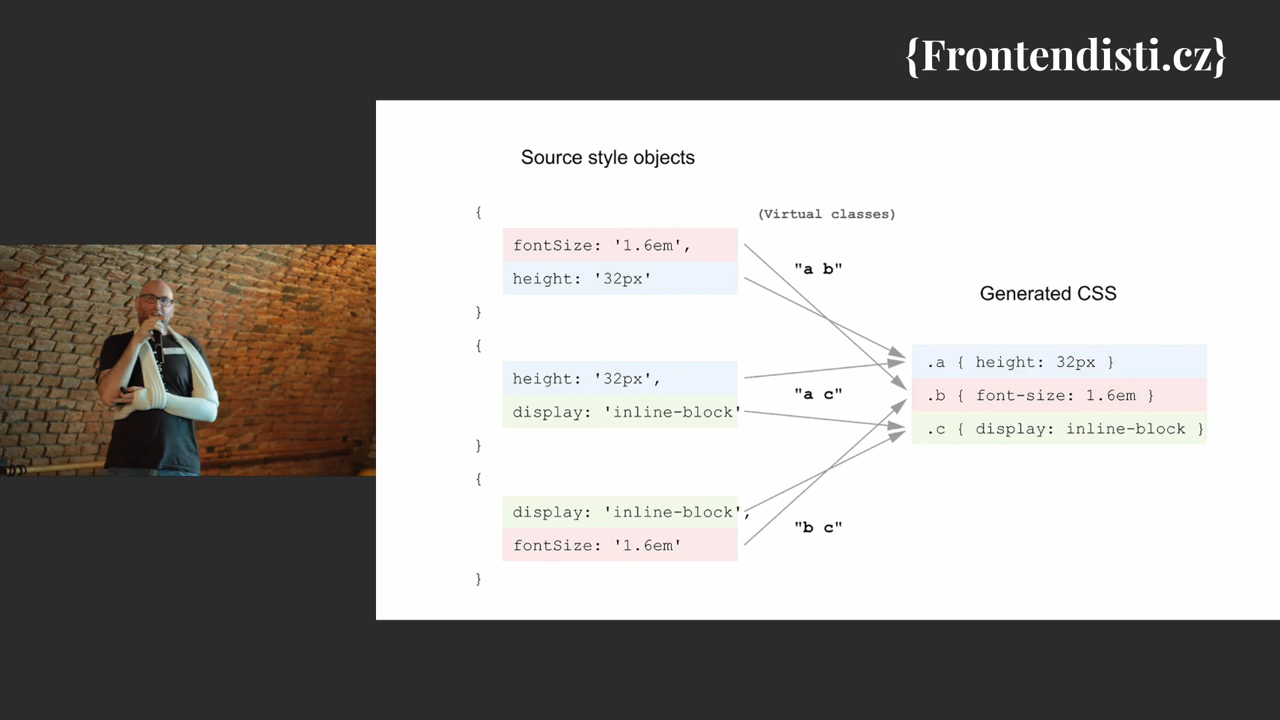 {Frontendisti.cz}
Source style objects
{
(Virtual classes)
fontSize: '1.6em',
height: '32px'
"a b"
}
{
height: '32px',
display: 'inline-block'
"a c"
}
{
display: 'inline-block',
fontSize: '1.6em'
"b c"
}
Generated CSS
.a { height: 32px }
.b { font-size: 1.6em }
.c { display: inline-block }